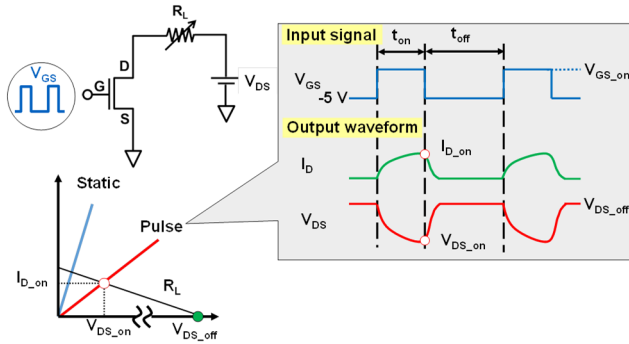 R_L
D
V_GS
G
S
V_DS
Input signal
t_on
t_off
V_GS
-5 V
V_GS_on
Output waveform
I_D
I_D_on
V_DS
V_DS_on
V_DS_off
Static
Pulse
I_D_on
R_L
V_DS_on
V_DS_off